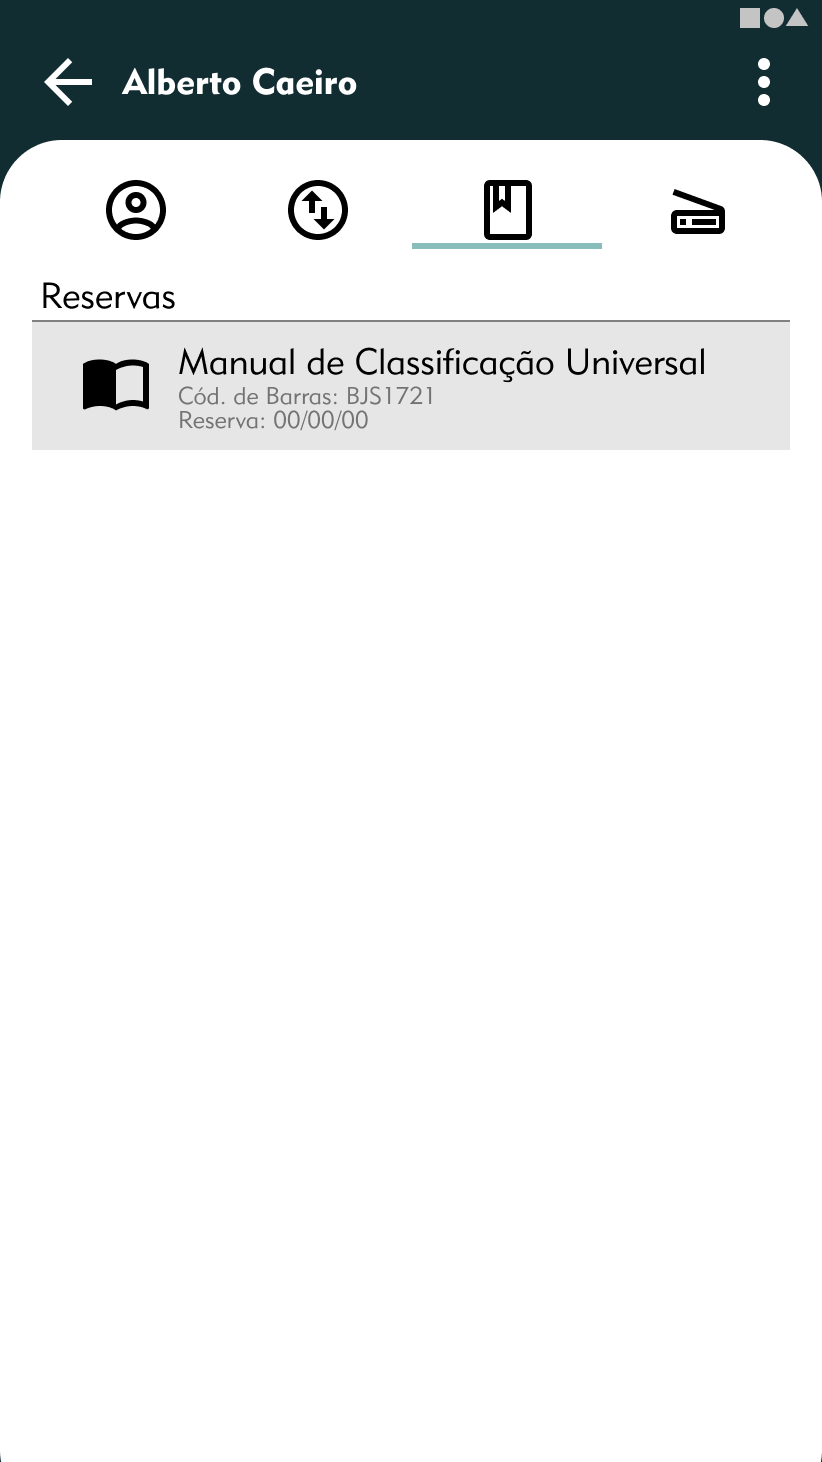 Alberto Caeiro
Reservas
Manual de Classificação Universal
Cód. de Barras: BJS1721
Reserva: 00/00/00